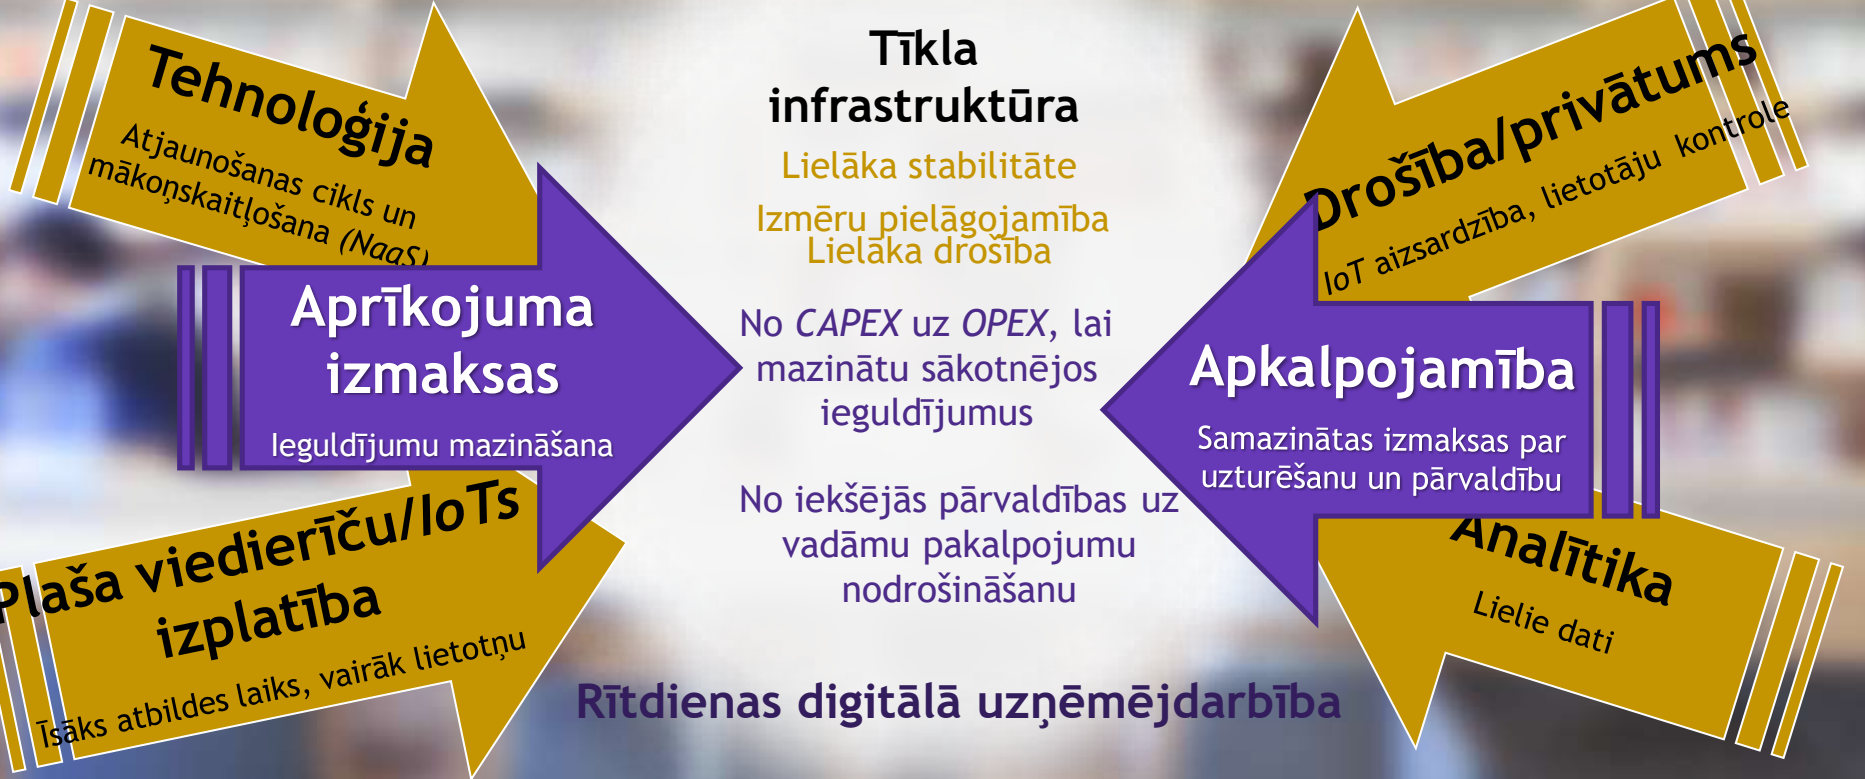 Tehnoloģija
Atjaunošanas cikls un
mākoņskaitļošana (NaaS)
Aprīkojuma
izmaksas
Ieguldījumu mazināšana
Plaša viedierīču/IoTs
izplatība
Īsāks atbildes laiks, vairāk lietotņu
Tīkla
infrastruktūra
Lielāka stabilitāte
Izmēru pielāgojamība
Lielāka drošība
No CAPEX uz OPEX, lai
mazinātu sākotnējos
ieguldījumus
No iekšējās pārvaldības uz
vadāmu pakalpojumu
nodrošināšanu
Rītdienas digitālā uzņēmējdarbība
Drošība/privātums
IoT aizsardzība, lietotāju kontrole
Apkalpojamība
Samazinātas izmaksas par
uzturēšanu un pārvaldību
Analītika
Lielie dati